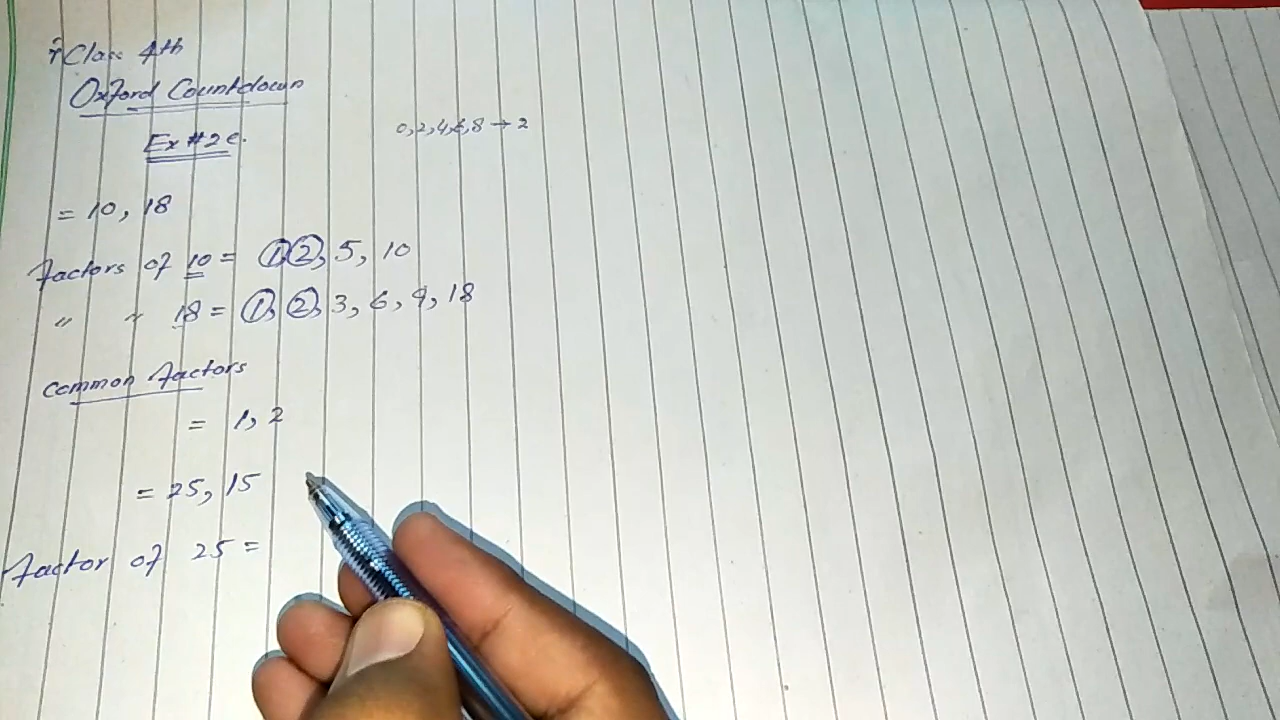 Class 4th
Oxford Countdown
Ex # 2c.
0,2,4,6,8 → 2
= 10, 18
Factors of 10 = 1, 2, 5, 10
〃 〃 18 = 1, 2, 3, 6, 9, 18
Common Factors
= 1, 2
= 25, 15
Factor of 25 =